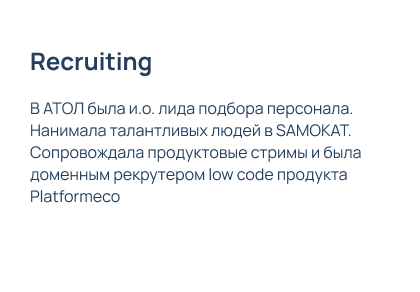 Recruiting
В АТОЛ была и.о. лида подбора персонала.
Нанимала талантливых людей в SAMOKAT.
Сопровождала продуктовые стримы и была
доменным рекрутером low code продукта
Platformeco